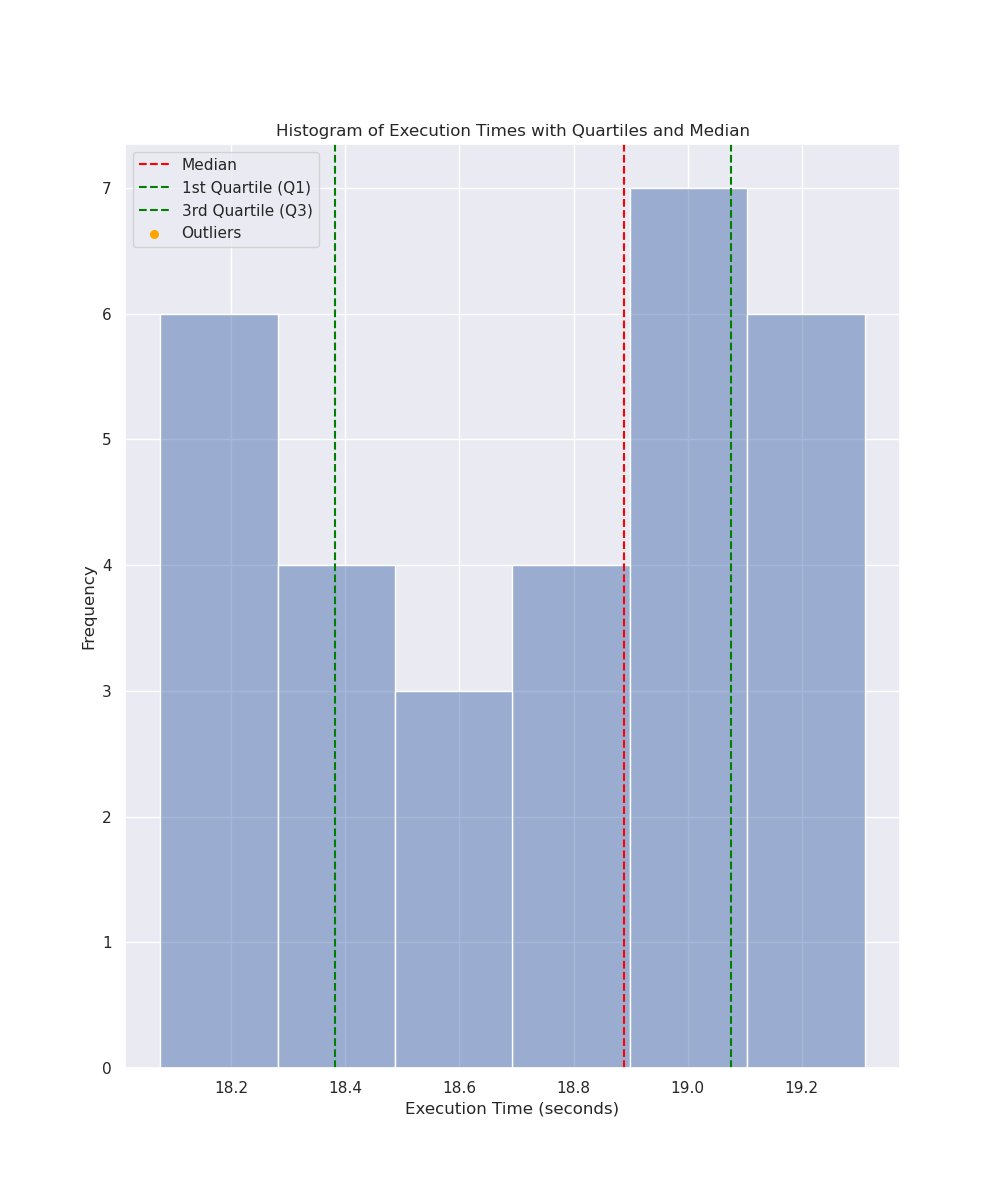 Histogram of Execution Times with Quartiles and Median
Median
1st Quartile (Q1)
3rd Quartile (Q3)
Outliers
7
6
5
4
3
2
1
0
Frequency
18.2 18.4 18.6 18.8 19.0 19.2
Execution Time (seconds)